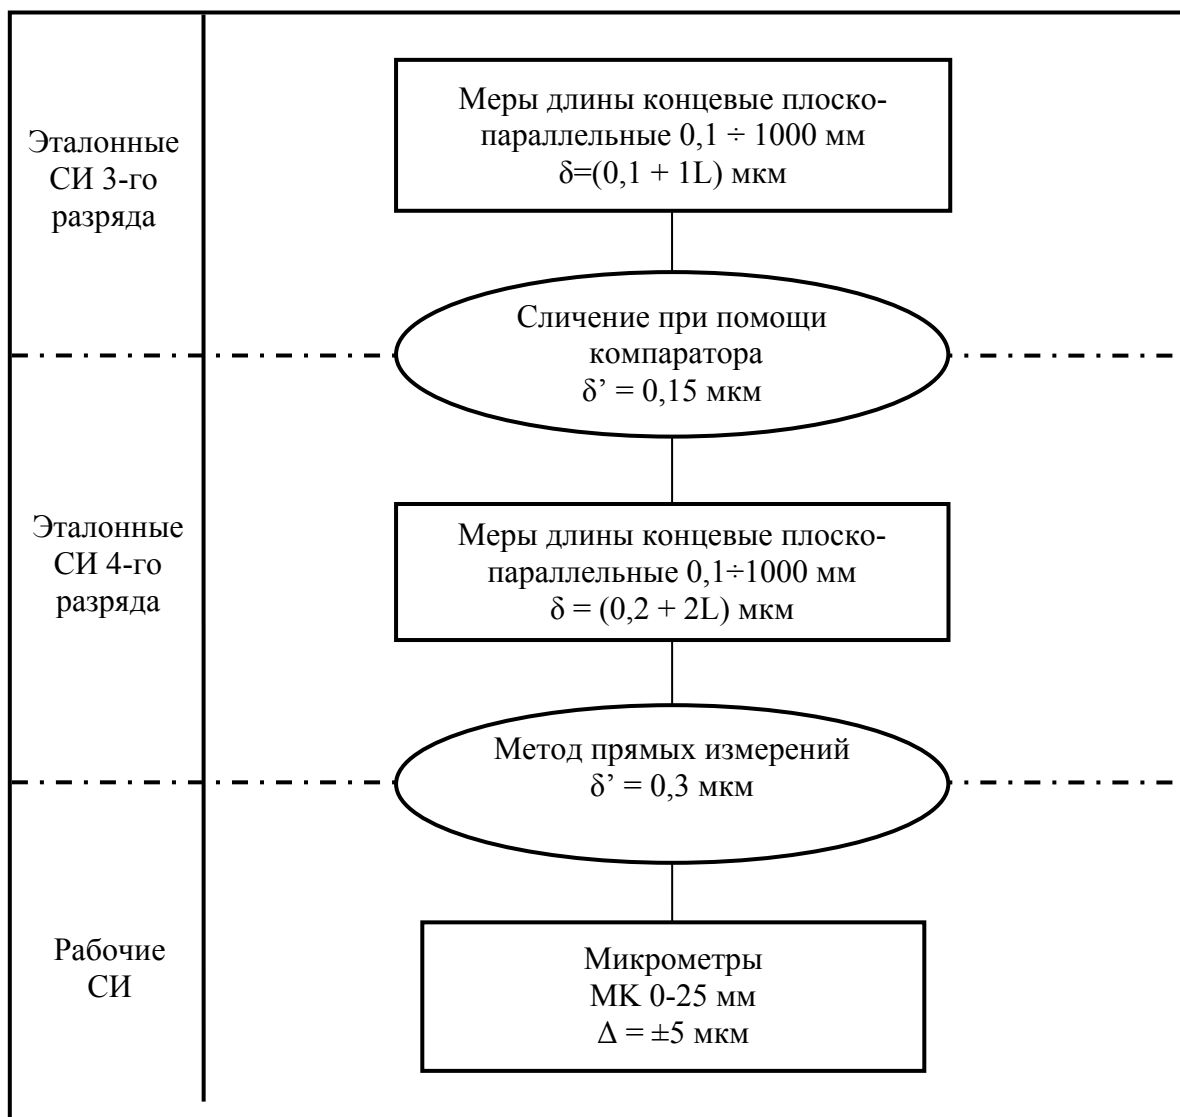 Эталонные
СИ 3-го
разряда
Меры длины концевые плоско-
параллельные 0,1 ÷ 1000 мм
δ=(0,1 + 1L) мкм
Сличение при помощи
компаратора
δ’ = 0,15 мкм
Эталонные
СИ 4-го
разряда
Меры длины концевые плоско-
параллельные 0,1÷1000 мм
δ = (0,2 + 2L) мкм
Метод прямых измерений
δ’ = 0,3 мкм
Рабочие
СИ
Микрометры
МК 0-25 мм
Δ = ±5 мкм